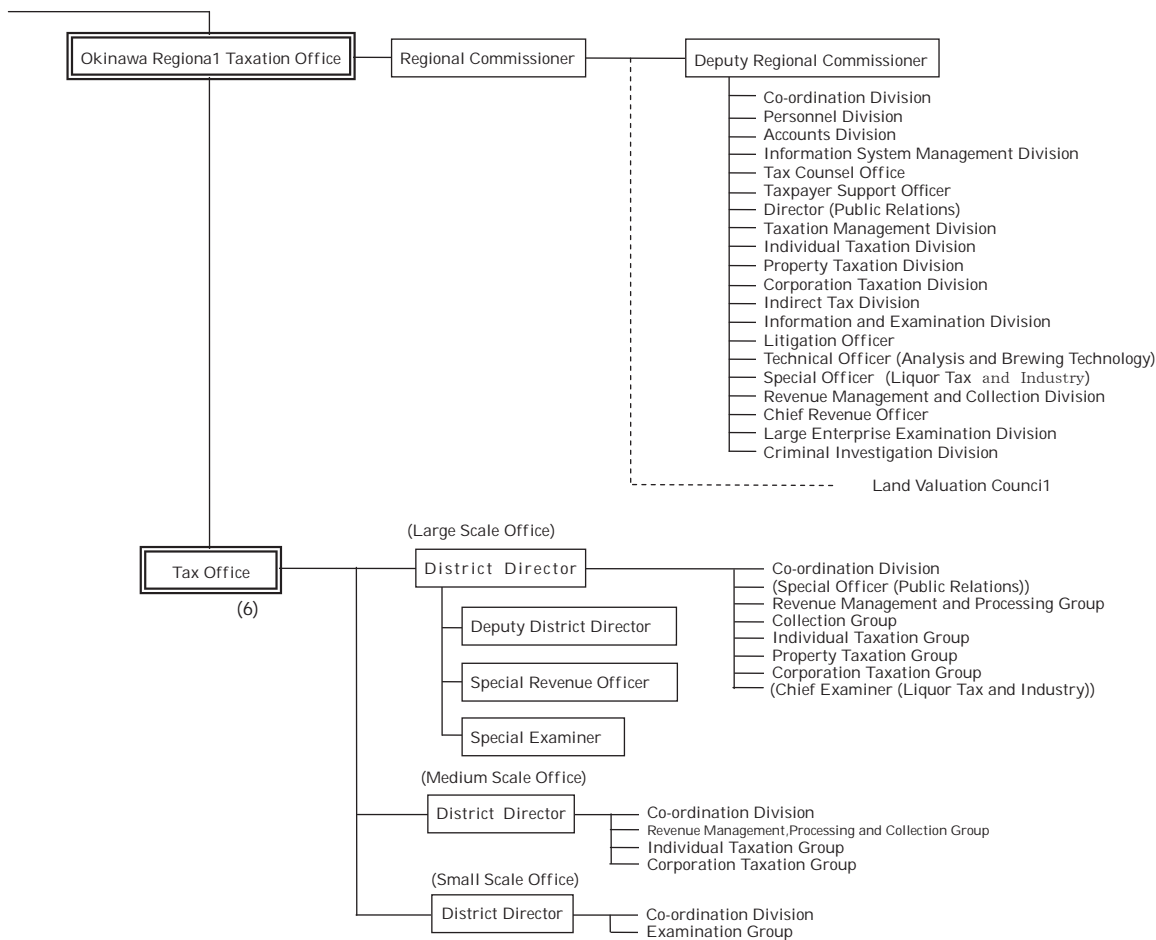 Okinawa Regiona1 Taxation Office
Regional Commissioner
Deputy Regional Commissioner
Co-ordination Division
Personnel Division
Accounts Division
Information System Management Division
Tax Counsel Office
Taxpayer Support Officer
Director (Public Relations)
Taxation Management Division
Individual Taxation Division
Property Taxation Division
Corporation Taxation Division
Indirect Tax Division
Information and Examination Division
Litigation Officer
Technical Officer (Analysis and Brewing Technology)
Special Officer (Liquor Tax and Industry)
Revenue Management and Collection Division
Chief Revenue Officer
Large Enterprise Examination Division
Criminal Investigation Division
Land Valuation Counci1
Tax Office
(6)
(Large Scale Office)
District Director
Deputy District Director
Special Revenue Officer
Special Examiner
Co-ordination Division
(Special Officer (Public Relations))
Revenue Management and Processing Group
Collection Group
Individual Taxation Group
Property Taxation Group
Corporation Taxation Group
(Chief Examiner (Liquor Tax and Industry))
(Medium Scale Office)
District Director
Co-ordination Division
Revenue Management,Processing and Collection Group
Individual Taxation Group
Corporation Taxation Group
(Small Scale Office)
District Director
Co-ordination Division
Examination Group